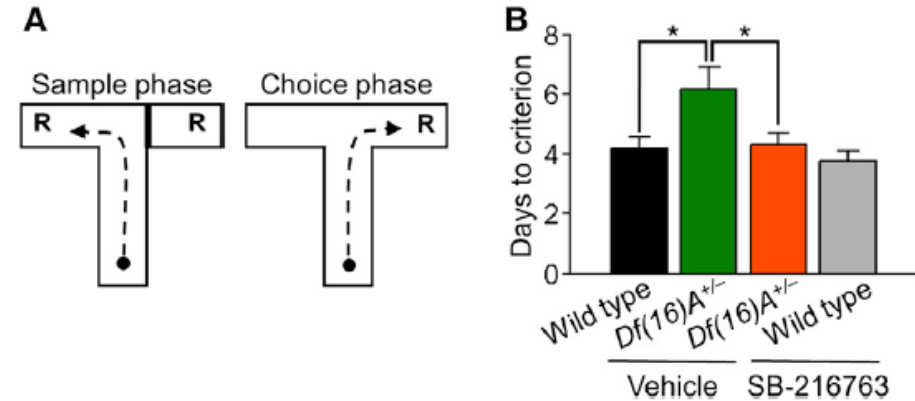 A
Sample phase
Choice phase
R
R
R
B
Days to criterion
8
6
4
2
0
*
*
Wild type
Df(16)A+/–
Df(16)A+/–
Wild type
Vehicle
SB-216763